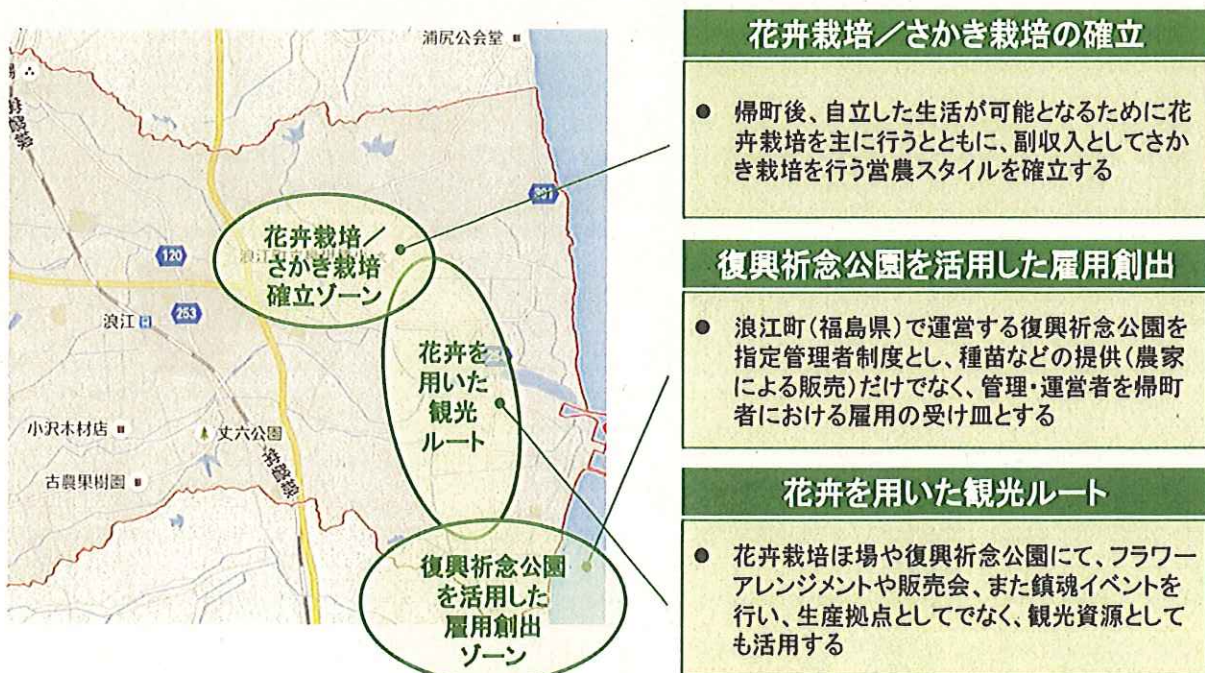 浦尻公会堂
120
253
浪江
小沢木材店
丈六公園
古農果樹園
常磐線
花卉栽培／
さかき栽培
確立ゾーン
花卉を
用いた
観光
ルート
復興祈念公園
を活用した
雇用創出
ゾーン
花卉栽培／さかき栽培の確立
● 帰町後、自立した生活が可能となるために花
卉栽培を主に行うとともに、副収入としてさか
き栽培を行う営農スタイルを確立する
復興祈念公園を活用した雇用創出
● 浪江町（福島県）で運営する復興祈念公園を
指定管理者制度とし、種苗などの提供（農家
による販売）だけでなく、管理・運営者を帰町
者における雇用の受け皿とする
花卉を用いた観光ルート
● 花卉栽培ほ場や復興祈念公園にて、フラワー
アレンジメントや販売会、また鎮魂イベントを
行い、生産拠点としてでなく、観光資源として
も活用する